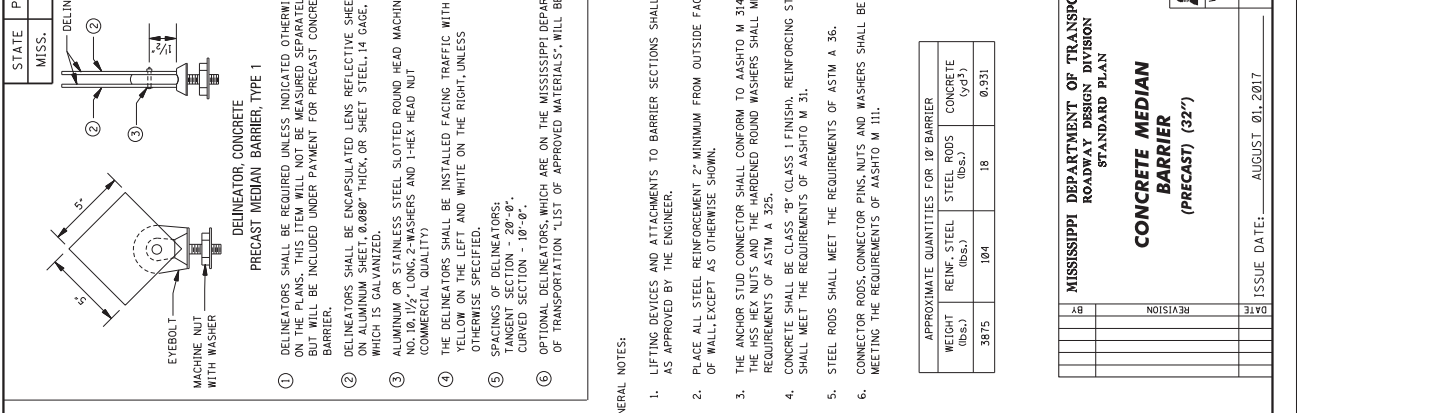 STATE
MISS.
2
1½"
2
3
5"
5"
EYEBOLT
MACHINE NUT
WITH WASHER
DELINEATOR, CONCRETE
PRECAST MEDIAN BARRIER, TYPE 1
1 DELINEATORS SHALL BE REQUIRED UNLESS INDICATED
ON THE PLANS. THIS ITEM WILL NOT BE MEASURED
BUT WILL BE INCLUDED UNDER PAYMENT FOR PRECAST
BARRIER.
2 DELINEATORS SHALL BE ENCAPSULATED LENS REFLECTIVE
ON ALUMINUM SHEET, 0.080" THICK, OR SHEET STEEL, 14 GAGE,
WHICH IS GALVANIZED.
3 ALUMINUM OR STAINLESS STEEL SLOTTED ROUND HEAD
NO. 10, 1½" LONG, 2-WASHERS AND 1-HEX HEAD NUT
(COMMERCIAL QUALITY)
4 THE DELINEATORS SHALL BE INSTALLED FACING TRAFFIC WITH
YELLOW ON THE LEFT AND WHITE ON THE RIGHT, UNLESS
OTHERWISE SPECIFIED.
5 SPACINGS OF DELINEATORS:
TANGENT SECTION - 20'-0".
CURVED SECTION - 10'-0".
6 OPTIONAL DELINEATORS, WHICH ARE ON THE MISSISSIPPI
OF TRANSPORTATION "LIST OF APPROVED MATERIALS", WILL BE
NERAL NOTES:
1. LIFTING DEVICES AND ATTACHMENTS TO BARRIER SECTIONS
AS APPROVED BY THE ENGINEER.
2. PLACE ALL STEEL REINFORCEMENT 2" MINIMUM FROM OUTSIDE
OF WALL, EXCEPT AS OTHERWISE SHOWN.
3. THE ANCHOR STUD CONNECTOR SHALL CONFORM TO AASHTO M 314
THE HSS HEX NUTS AND THE HARDENED ROUND WASHERS SHALL
REQUIREMENTS OF ASTM A 325.
4. CONCRETE SHALL BE CLASS "B" (CLASS 1 FINISH). REINFORCING
SHALL MEET THE REQUIREMENTS OF AASHTO M 31.
5. STEEL RODS SHALL MEET THE REQUIREMENTS OF ASTM A 36.
6. CONNECTOR RODS, CONNECTOR PINS, NUTS AND WASHERS SHALL BE
MEETING THE REQUIREMENTS OF AASHTO M 111.
APPROXIMATE QUANTITIES FOR 10' BARRIER
WEIGHT (lbs.) REINF. STEEL (lbs.) STEEL RODS (lbs.) CONCRETE (yd³)
3875 104 18 0.931
BY
REVISION
DATE
MISSISSIPPI DEPARTMENT OF
ROADWAY DESIGN DIVISION
STANDARD PLAN
CONCRETE MEDIAN
BARRIER
(PRECAST) (32")
ISSUE DATE: AUGUST 01, 2017